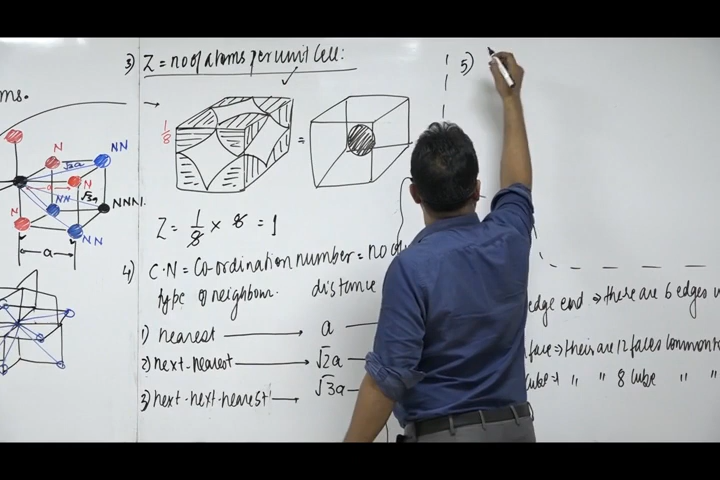 ms.
N
NN
√2a
N
a
√3a
N
NN
NNN.
NN
a
3) Z = no of atoms per unit cell:
1/8
=
Z = 1/8 × 8 = 1
4) C.N = Co-ordination number = no of
type of neighbour. distance
1) nearest → a
2) next-nearest → √2a
3) next-next-nearest → √3a
5)
edge end → there are 6 edges
face → their are 12 faces common
cube → " " 8 cube " "